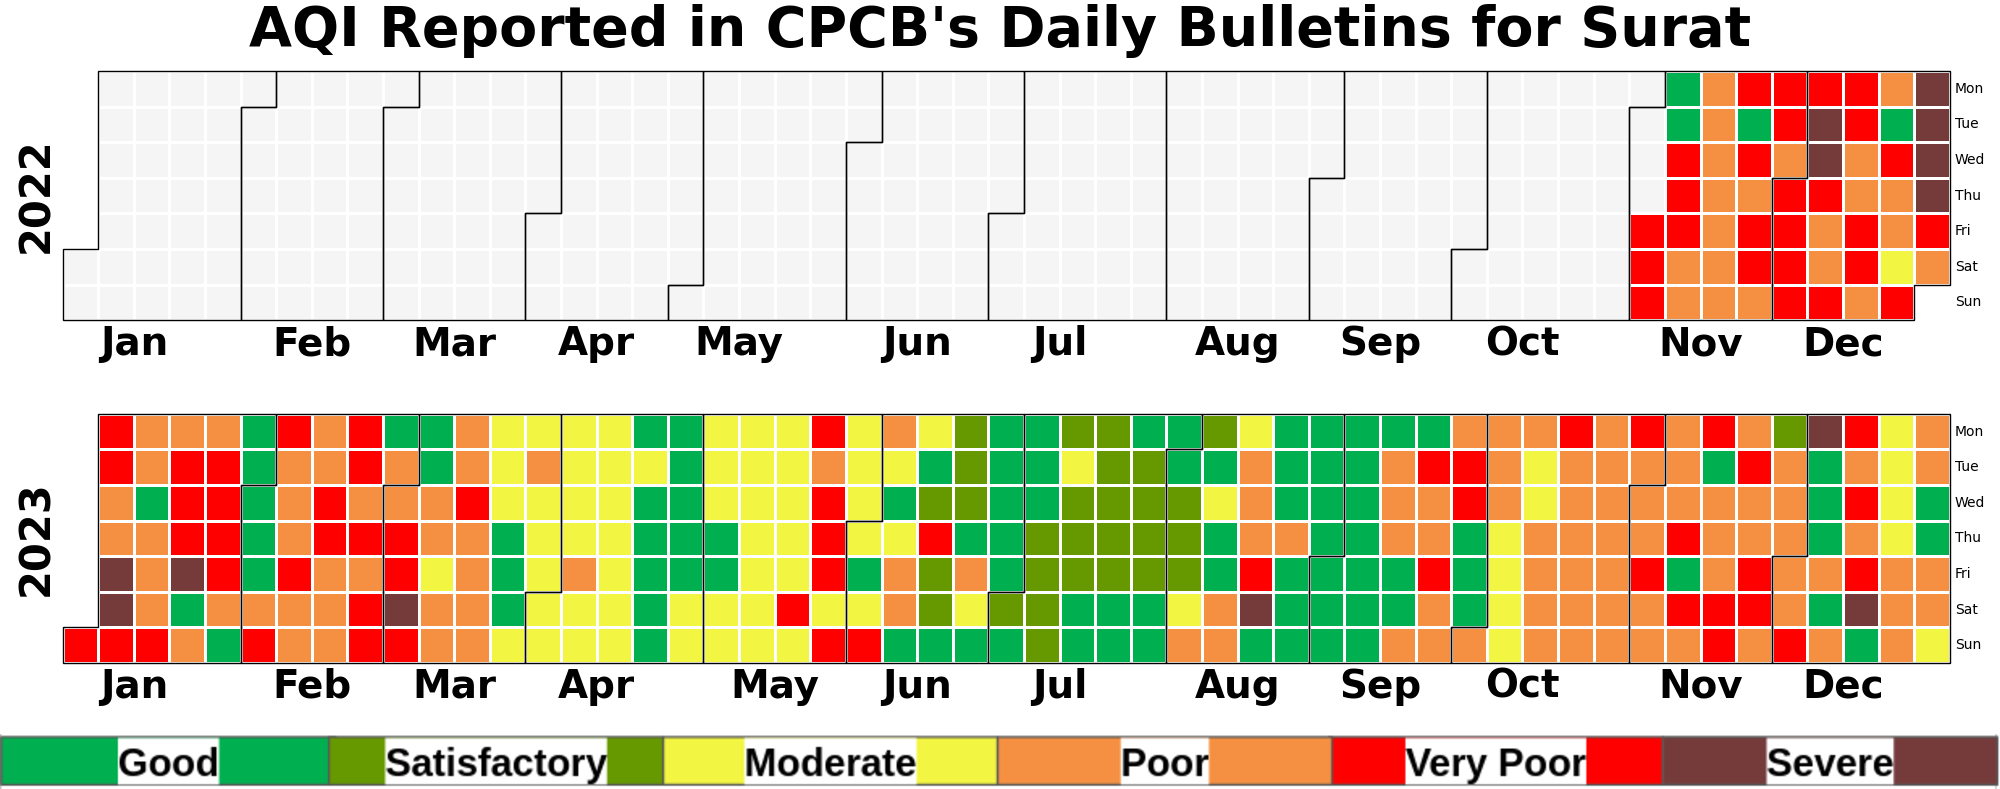 AQI Reported in CPCB's Daily Bulletins for Surat
2022
Mon
Tue
Wed
Thu
Fri
Sat
Sun
Jan Feb Mar Apr May Jun Jul Aug Sep Oct Nov Dec
2023
Mon
Tue
Wed
Thu
Fri
Sat
Sun
Jan Feb Mar Apr May Jun Jul Aug Sep Oct Nov Dec
Good Satisfactory Moderate Poor Very Poor Severe